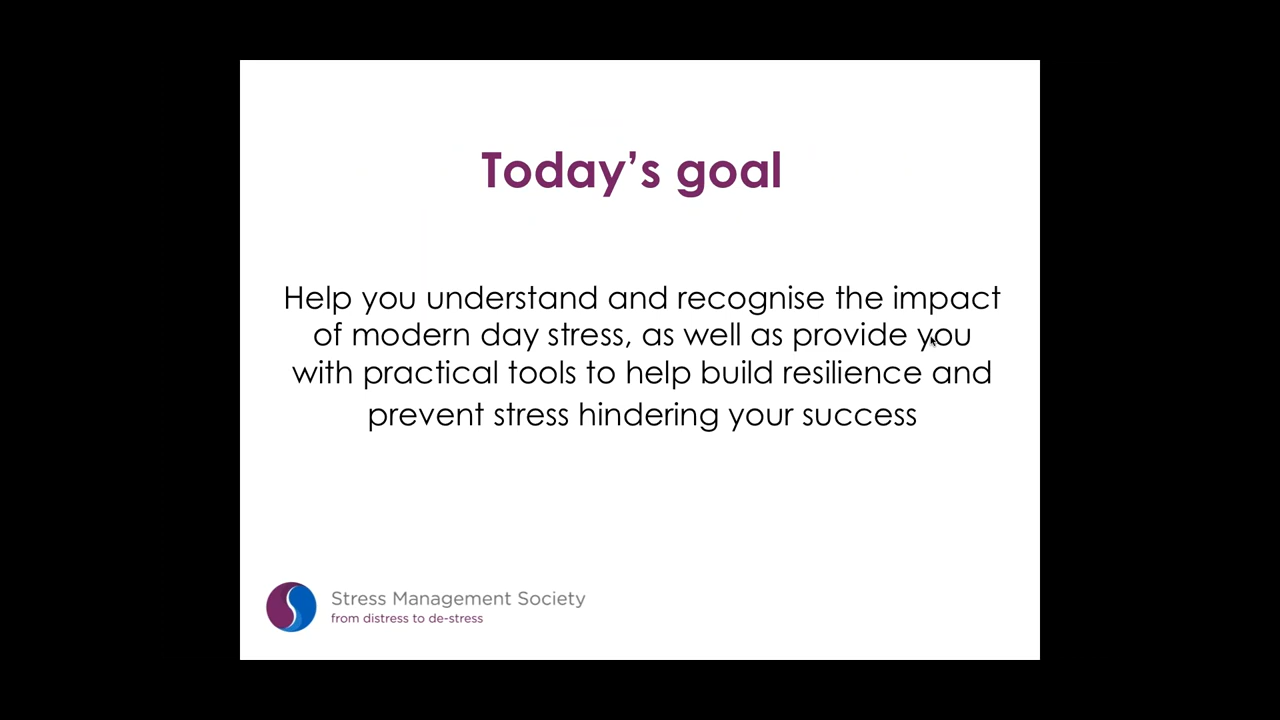 Today’s goal
Help you understand and recognise the impact
of modern day stress, as well as provide you
with practical tools to help build resilience and
prevent stress hindering your success
Stress Management Society
from distress to de-stress